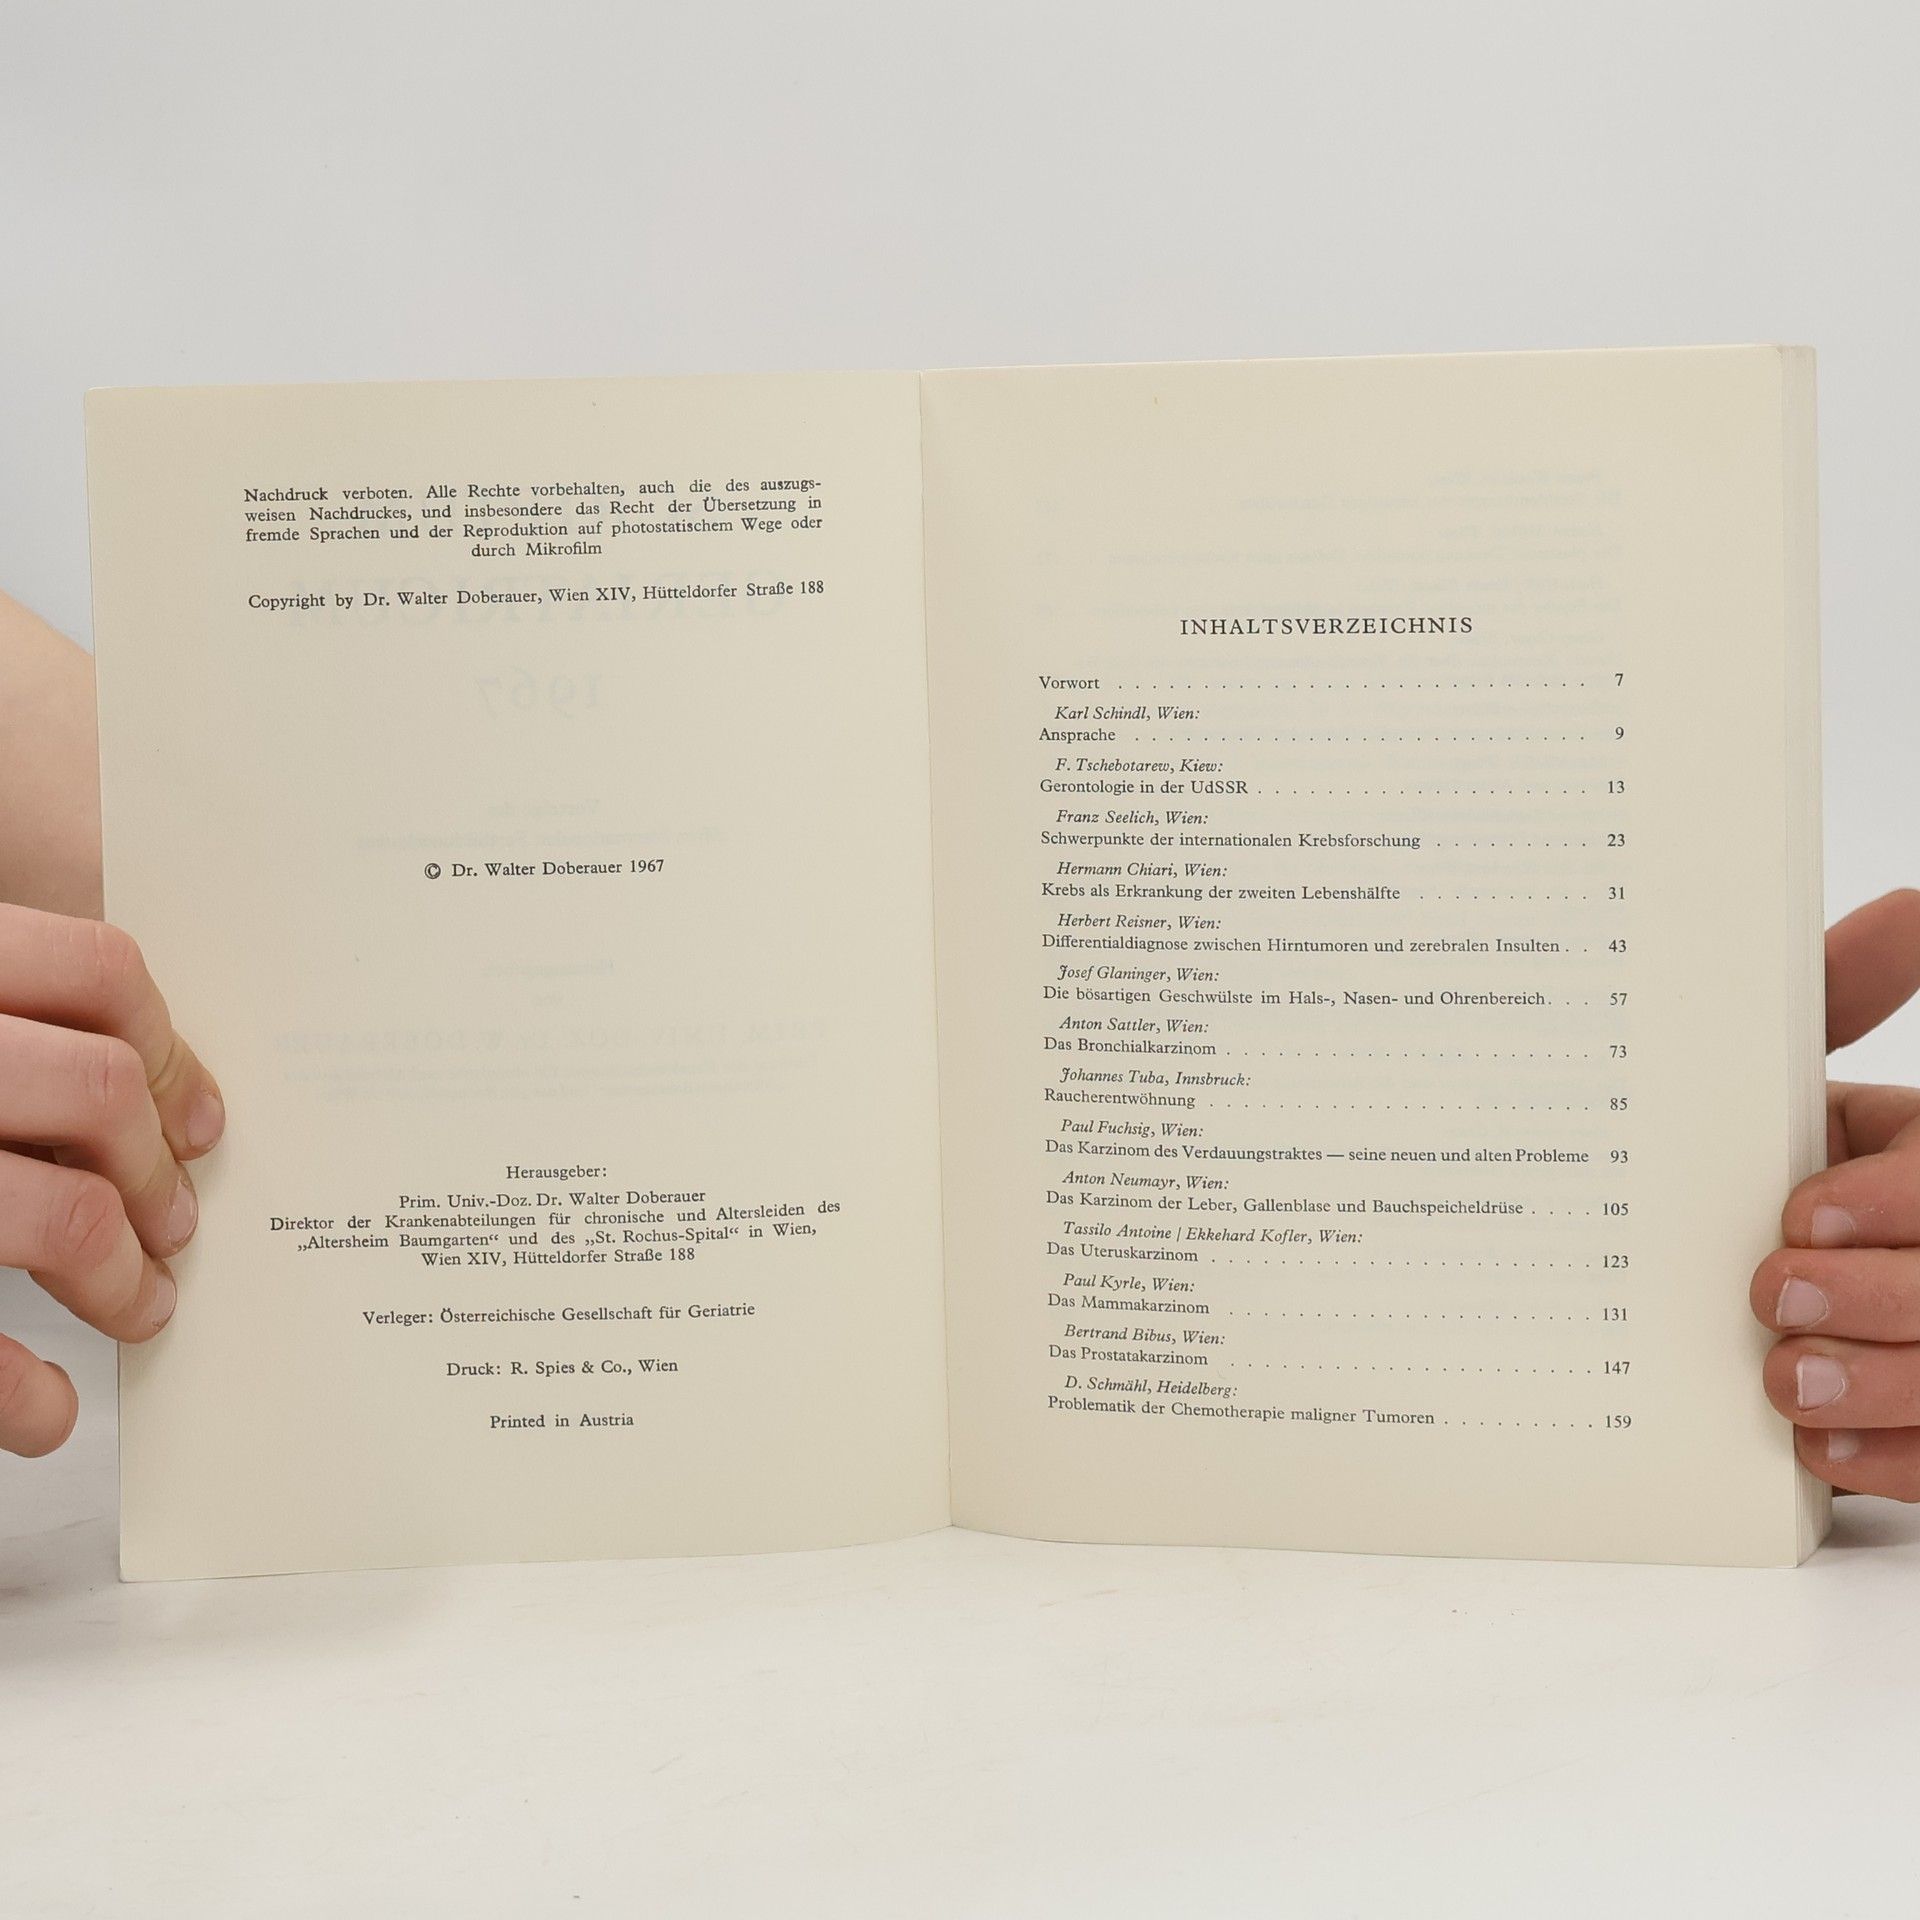 Nachdruck verboten. Alle Rechte vorbehalten, auch die des auszugs-
weisen Nachdruckes, und insbesondere das Recht der Übersetzung in
fremde Sprachen und der Reproduktion auf photostatischem Wege oder
durch Mikrofilm
Copyright by Dr. Walter Doberauer, Wien XIV, Hütteldorfer Straße 188
© Dr. Walter Doberauer 1967
Herausgeber:
Prim. Univ.-Doz. Dr. Walter Doberauer
Direktor der Krankenabteilungen für chronische und Altersleiden des
„Altersheim Baumgarten“ und des „St. Rochus-Spital“ in Wien,
Wien XIV, Hütteldorfer Straße 188
Verleger: Österreichische Gesellschaft für Geriatrie
Druck: R. Spies & Co., Wien
Printed in Austria
INHALTSVERZEICHNIS
Vorwort . . . . . . . . . . . . . . . . . . . . . . . . . . . . 7
Karl Schindl, Wien:
Ansprache . . . . . . . . . . . . . . . . . . . . . . . . . . . 9
F. Tschebotarew, Kiew:
Gerontologie in der UdSSR . . . . . . . . . . . . . . . . . . . . 13
Franz Seelich, Wien:
Schwerpunkte der internationalen Krebsforschung . . . . . . . . . 23
Hermann Chiari, Wien:
Krebs als Erkrankung der zweiten Lebenshälfte . . . . . . . . . . 31
Herbert Reisner, Wien:
Differentialdiagnose zwischen Hirntumoren und zerebralen Insulten . . 43
Josef Glaninger, Wien:
Die bösartigen Geschwülste im Hals-, Nasen- und Ohrenbereich . . . 57
Anton Sattler, Wien:
Das Bronchialkarzinom . . . . . . . . . . . . . . . . . . . . . . 73
Johannes Tuba, Innsbruck:
Raucherentwöhnung . . . . . . . . . . . . . . . . . . . . . . . 85
Paul Fuchsig, Wien:
Das Karzinom des Verdauungstraktes — seine neuen und alten Probleme 93
Anton Neumayr, Wien:
Das Karzinom der Leber, Gallenblase und Bauchspeicheldrüse . . . . 105
Tassilo Antoine / Ekkehard Kofler, Wien:
Das Uteruskarzinom . . . . . . . . . . . . . . . . . . . . . . . 123
Paul Kyrle, Wien:
Das Mammakarzinom . . . . . . . . . . . . . . . . . . . . . . 131
Bertrand Bibus, Wien:
Das Prostatakarzinom . . . . . . . . . . . . . . . . . . . . . . 147
D. Schmähl, Heidelberg:
Problematik der Chemotherapie maligner Tumoren . . . . . . . . . 159